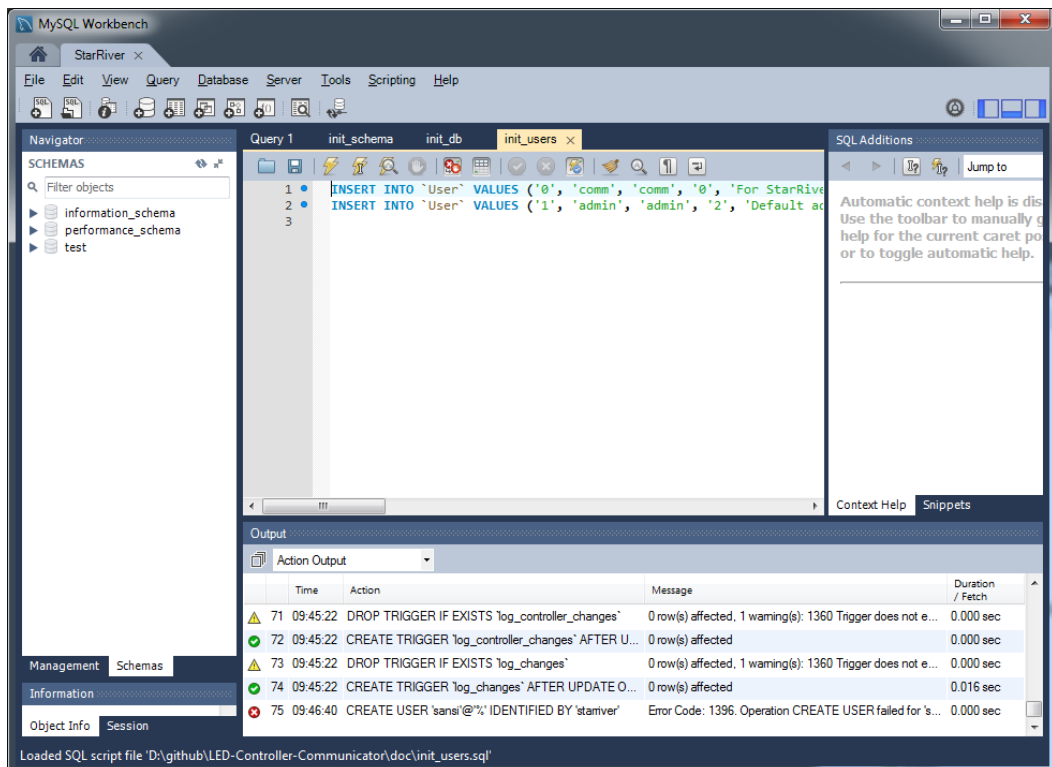 MySQL Workbench
StarRiver
File Edit View Query Database Server Tools Scripting Help
Navigator
SCHEMAS
Filter objects
information_schema
performance_schema
test
Management Schemas
Information
Object Info Session
Query 1 init_schema init_db init_users
1 INSERT INTO `User` VALUES ('0', 'comm', 'comm', '0', 'For StarRive
2 INSERT INTO `User` VALUES ('1', 'admin', 'admin', '2', 'Default ad
3
SQL Additions
Jump to
Automatic context help is dis
Use the toolbar to manually g
help for the current caret po
or to toggle automatic help.
Context Help Snippets
Output
Action Output
Time Action Message Duration / Fetch
71 09:45:22 DROP TRIGGER IF EXISTS `log_controller_changes` 0 row(s) affected, 1 warning(s): 1360 Trigger does not e... 0.000 sec
72 09:45:22 CREATE TRIGGER `log_controller_changes` AFTER U... 0 row(s) affected 0.000 sec
73 09:45:22 DROP TRIGGER IF EXISTS `log_changes` 0 row(s) affected, 1 warning(s): 1360 Trigger does not e... 0.000 sec
74 09:45:22 CREATE TRIGGER `log_changes` AFTER UPDATE O... 0 row(s) affected 0.016 sec
75 09:46:40 CREATE USER 'sansi'@'%' IDENTIFIED BY 'starriver' Error Code: 1396. Operation CREATE USER failed for 's... 0.000 sec
Loaded SQL script file 'D:\github\LED-Controller-Communicator\doc\init_users.sql'